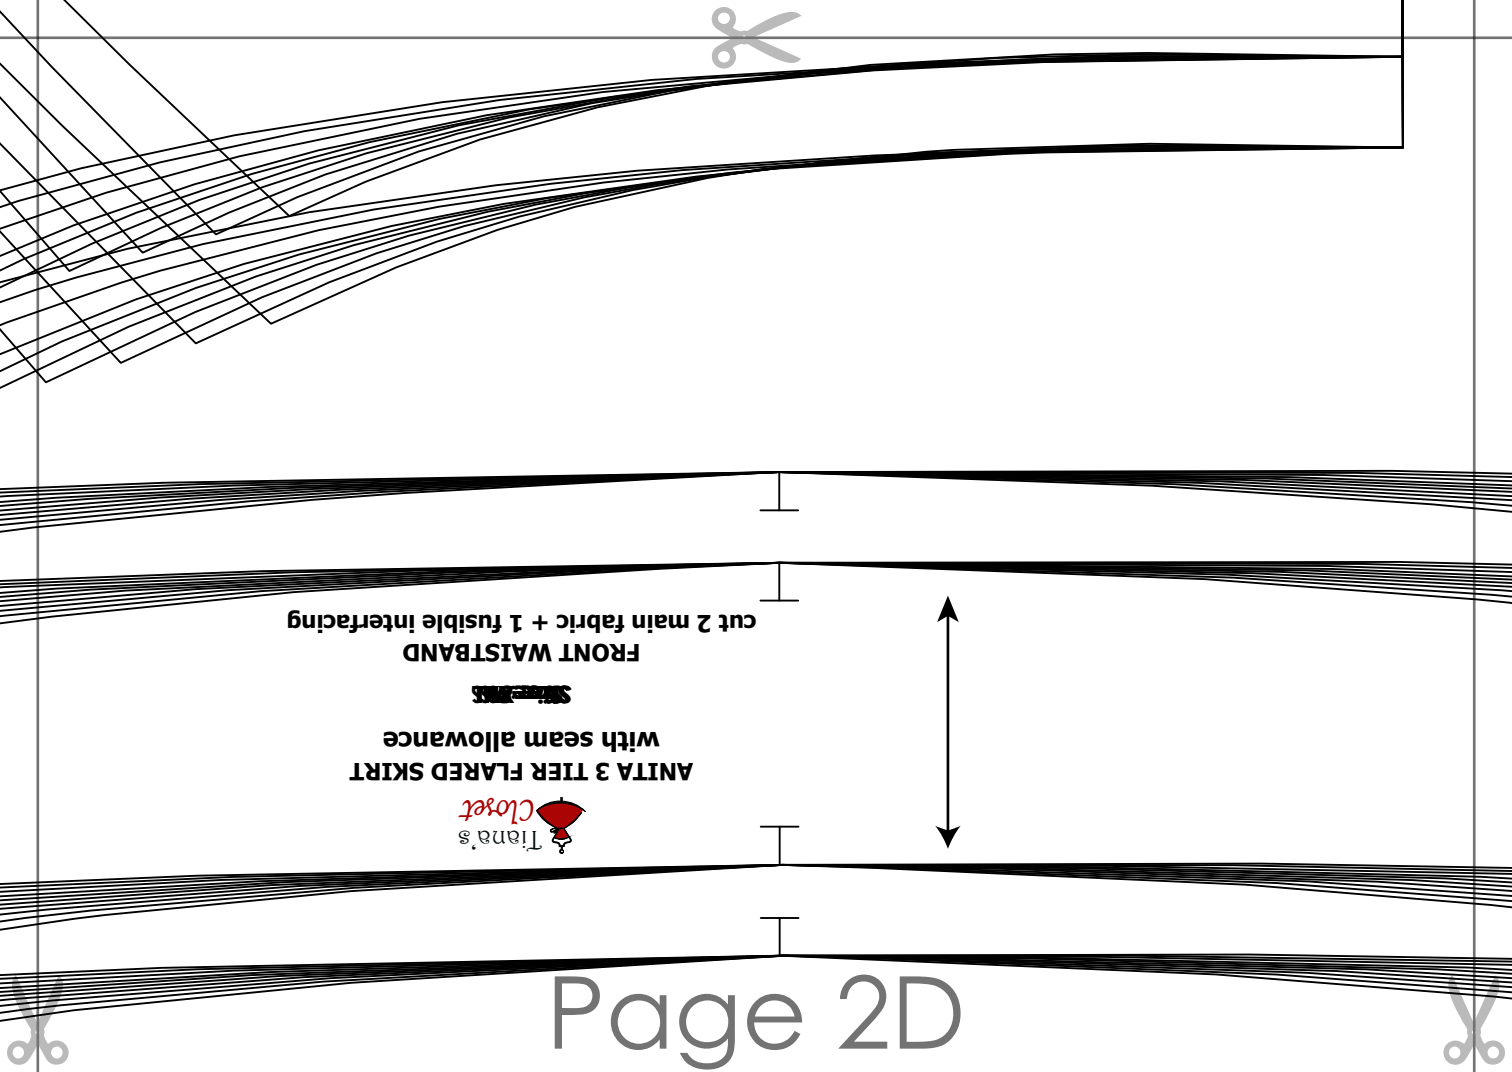 Tiana's
Closet
ANITA 3 TIER FLARED SKIRT
with seam allowance
FRONT WAISTBAND
cut 2 main fabric + 1 fusible interfacing
Page 2D